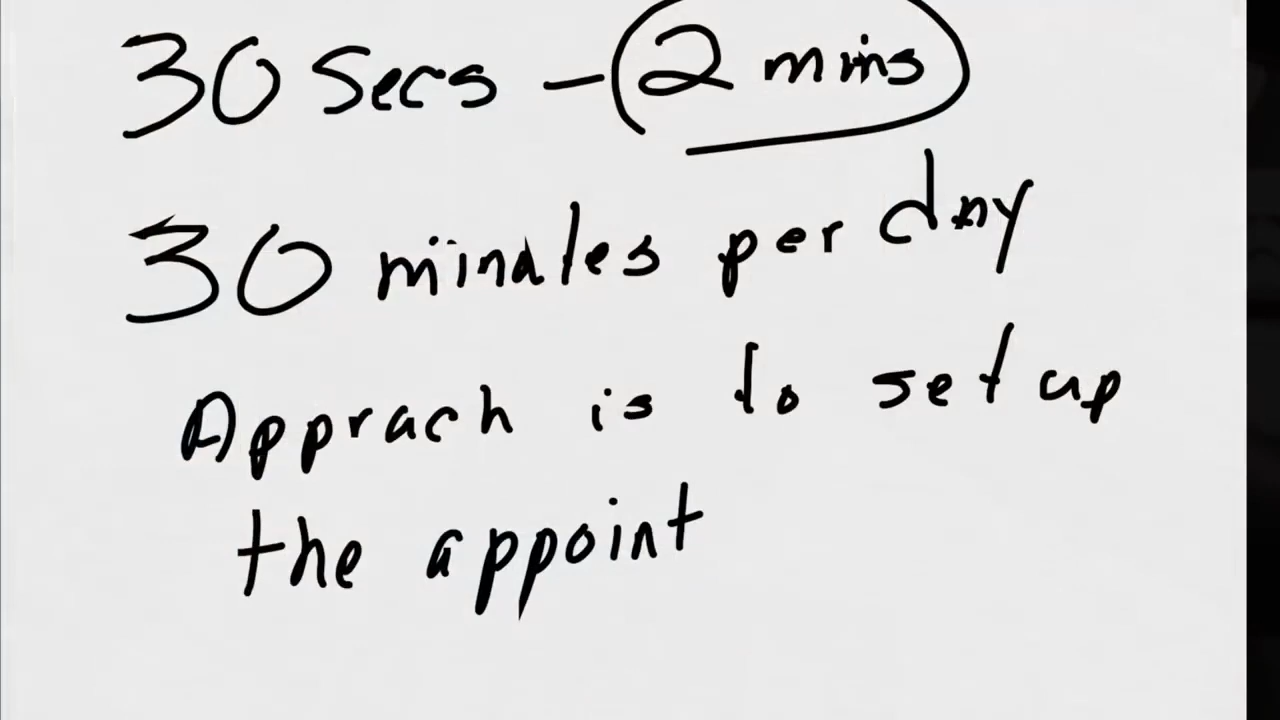 30 Secs - 2 mins
30 minutes per day
Apprach is to set up
the appoint